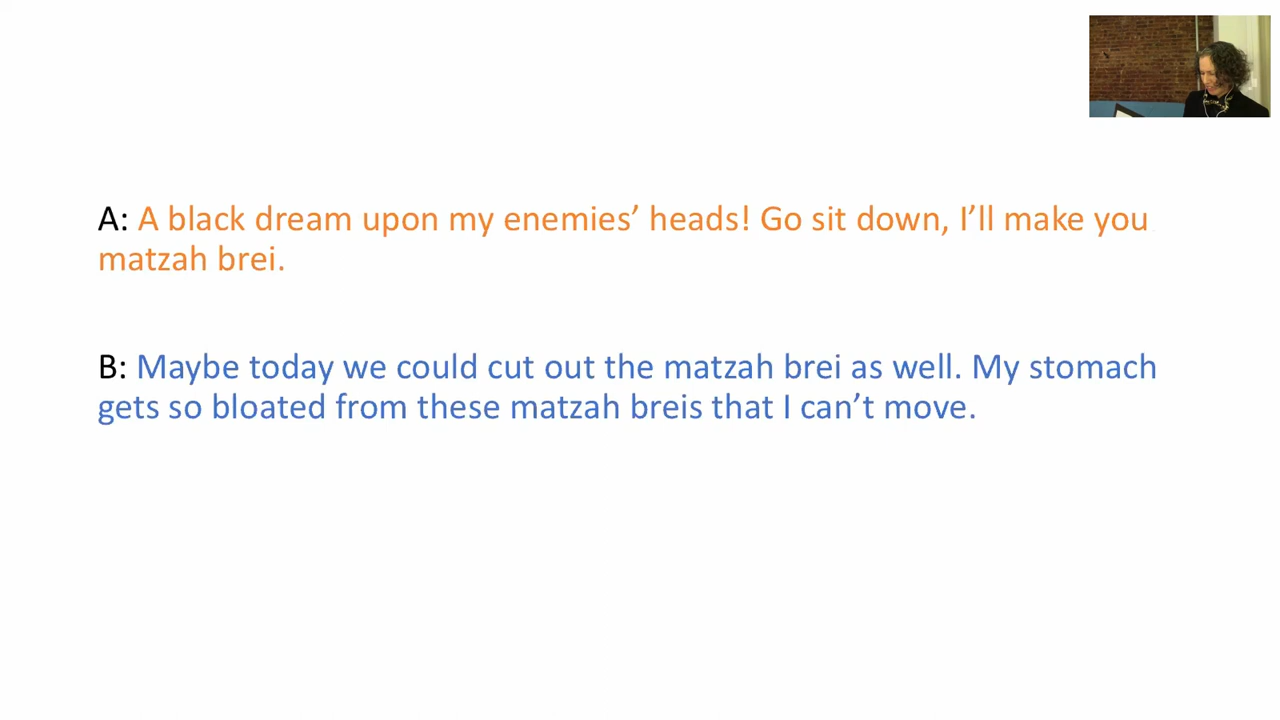 A: A black dream upon my enemies’ heads! Go sit down, I’ll make you
matzah brei.
B: Maybe today we could cut out the matzah brei as well. My stomach
gets so bloated from these matzah breis that I can’t move.